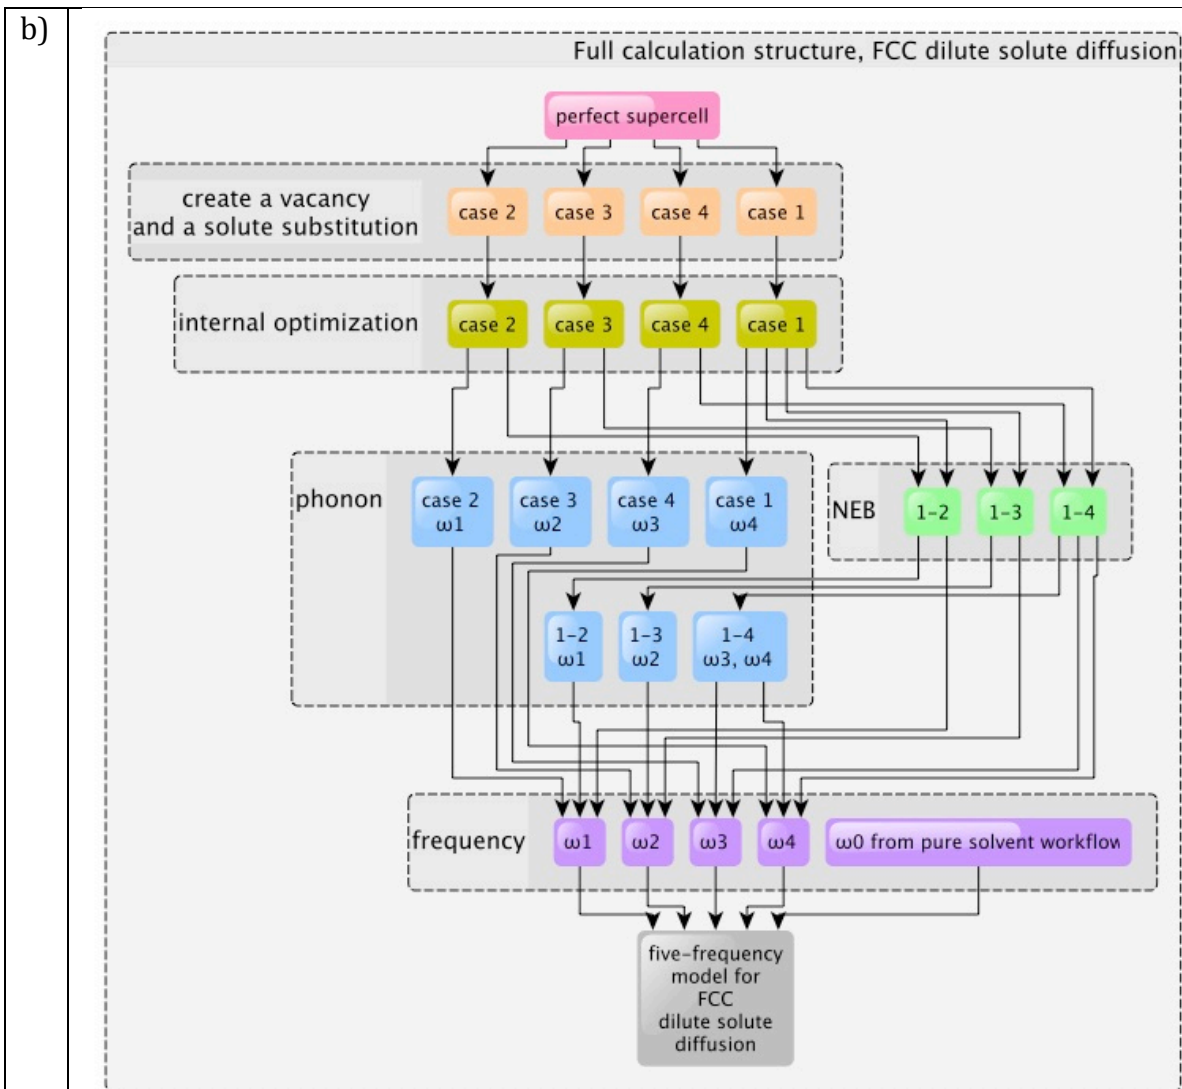 b)
Full calculation structure, FCC dilute solute diffusion
perfect supercell
create a vacancy
and a solute substitution
case 2
case 3
case 4
case 1
internal optimization
case 2
case 3
case 4
case 1
phonon
case 2
ω1
case 3
ω2
case 4
ω3
case 1
ω4
NEB
1-2
1-3
1-4
1-2
ω1
1-3
ω2
1-4
ω3, ω4
frequency
ω1
ω2
ω3
ω4
ω0 from pure solvent workflow
five-frequency
model for
FCC
dilute solute
diffusion